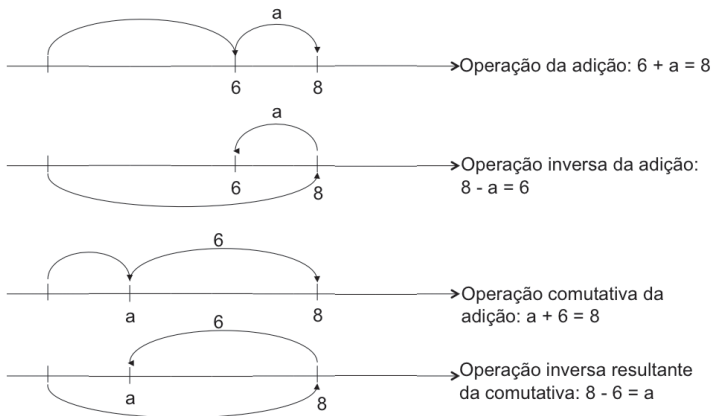 a
Operação da adição: 6 + a = 8
6 8
a
Operação inversa da adição:
8 - a = 6
6 8
6
Operação comutativa da
adição: a + 6 = 8
a 8
6
Operação inversa resultante
da comutativa: 8 - 6 = a
a 8